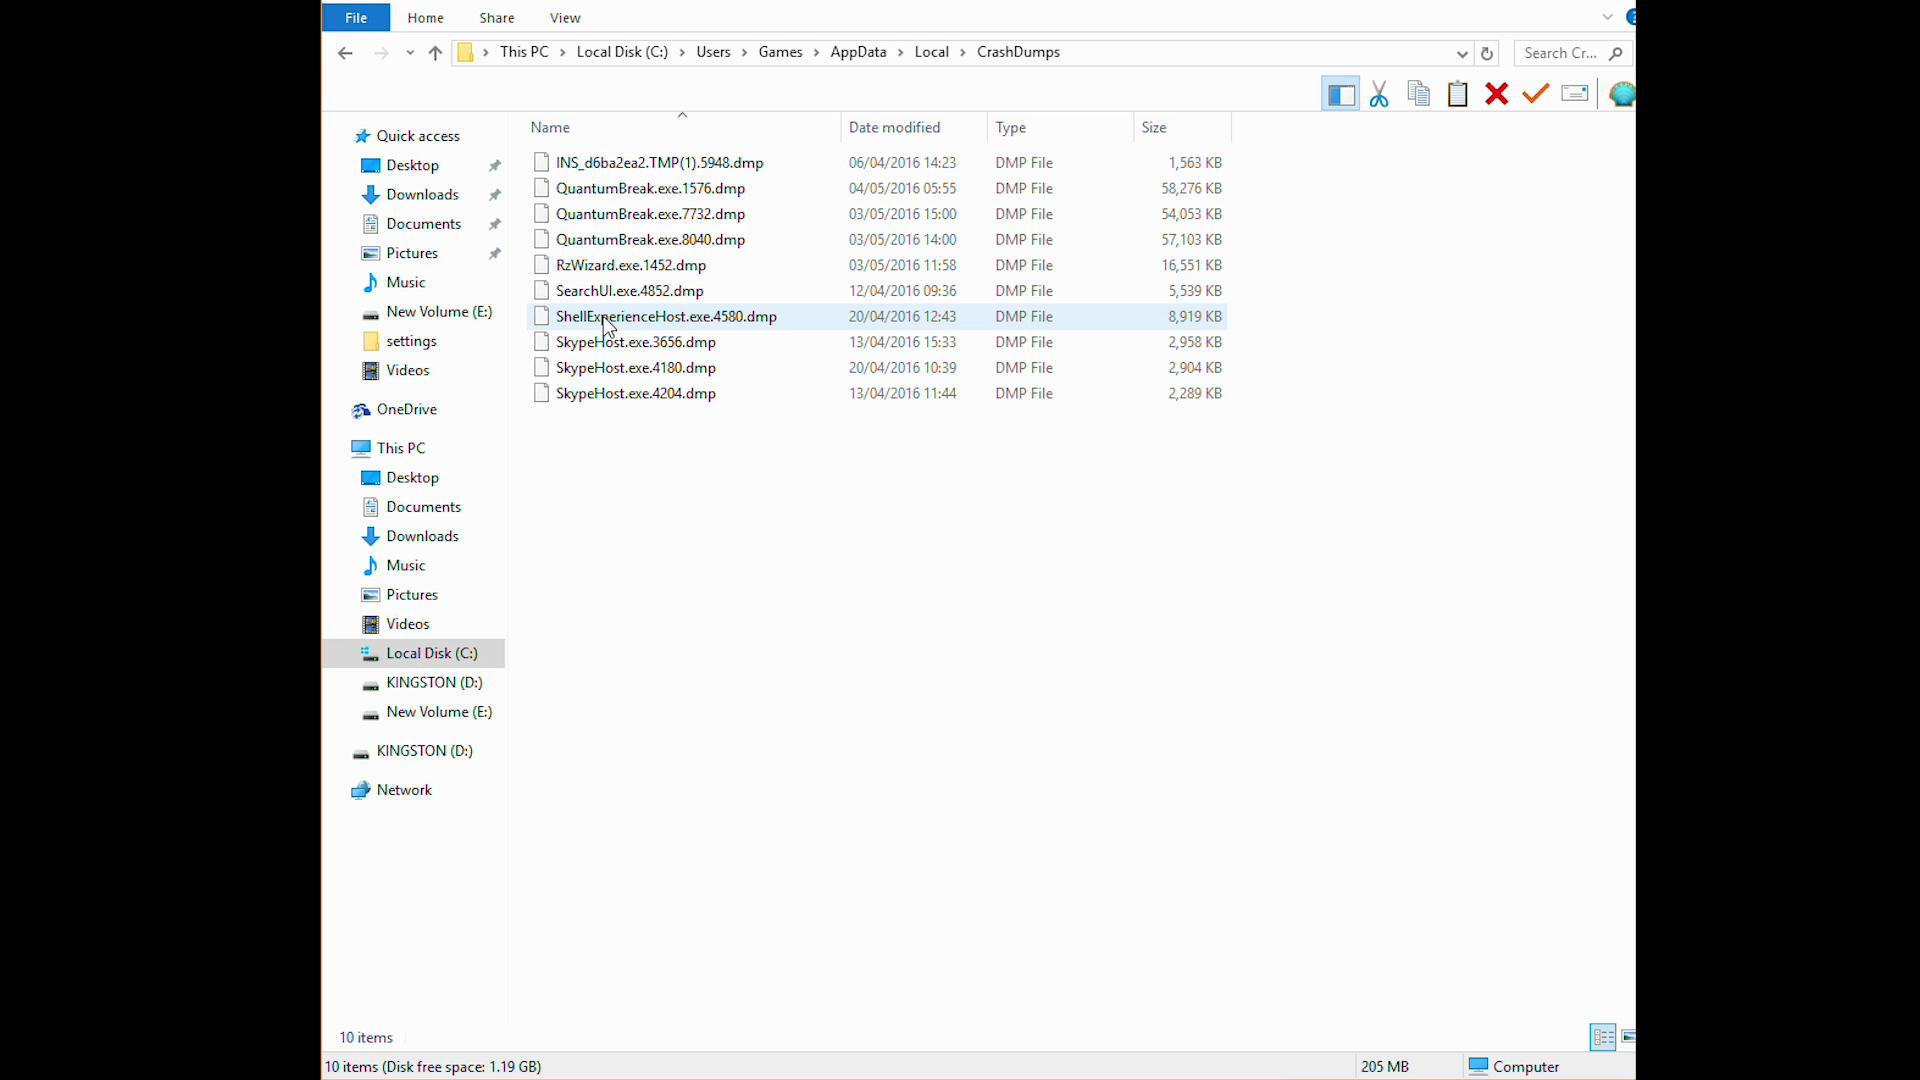 File Home Share View
This PC > Local Disk (C:) > Users > Games > AppData > Local > CrashDumps
Search Cr...
Name Date modified Type Size
INS_d6ba2ea2.TMP(1).5948.dmp 06/04/2016 14:23 DMP File 1,563 KB
QuantumBreak.exe.1576.dmp 04/05/2016 05:55 DMP File 58,276 KB
QuantumBreak.exe.7732.dmp 03/05/2016 15:00 DMP File 54,053 KB
QuantumBreak.exe.8040.dmp 03/05/2016 14:00 DMP File 57,103 KB
RzWizard.exe.1452.dmp 03/05/2016 11:58 DMP File 16,551 KB
SearchUI.exe.4852.dmp 12/04/2016 09:36 DMP File 5,539 KB
ShellExperienceHost.exe.4580.dmp 20/04/2016 12:43 DMP File 8,919 KB
SkypeHost.exe.3656.dmp 13/04/2016 15:33 DMP File 2,958 KB
SkypeHost.exe.4180.dmp 20/04/2016 10:39 DMP File 2,904 KB
SkypeHost.exe.4204.dmp 13/04/2016 11:44 DMP File 2,289 KB
Quick access
Desktop
Downloads
Documents
Pictures
Music
New Volume (E:)
settings
Videos
OneDrive
This PC
Desktop
Documents
Downloads
Music
Pictures
Videos
Local Disk (C:)
KINGSTON (D:)
New Volume (E:)
KINGSTON (D:)
Network
10 items
10 items (Disk free space: 1.19 GB) 205 MB Computer